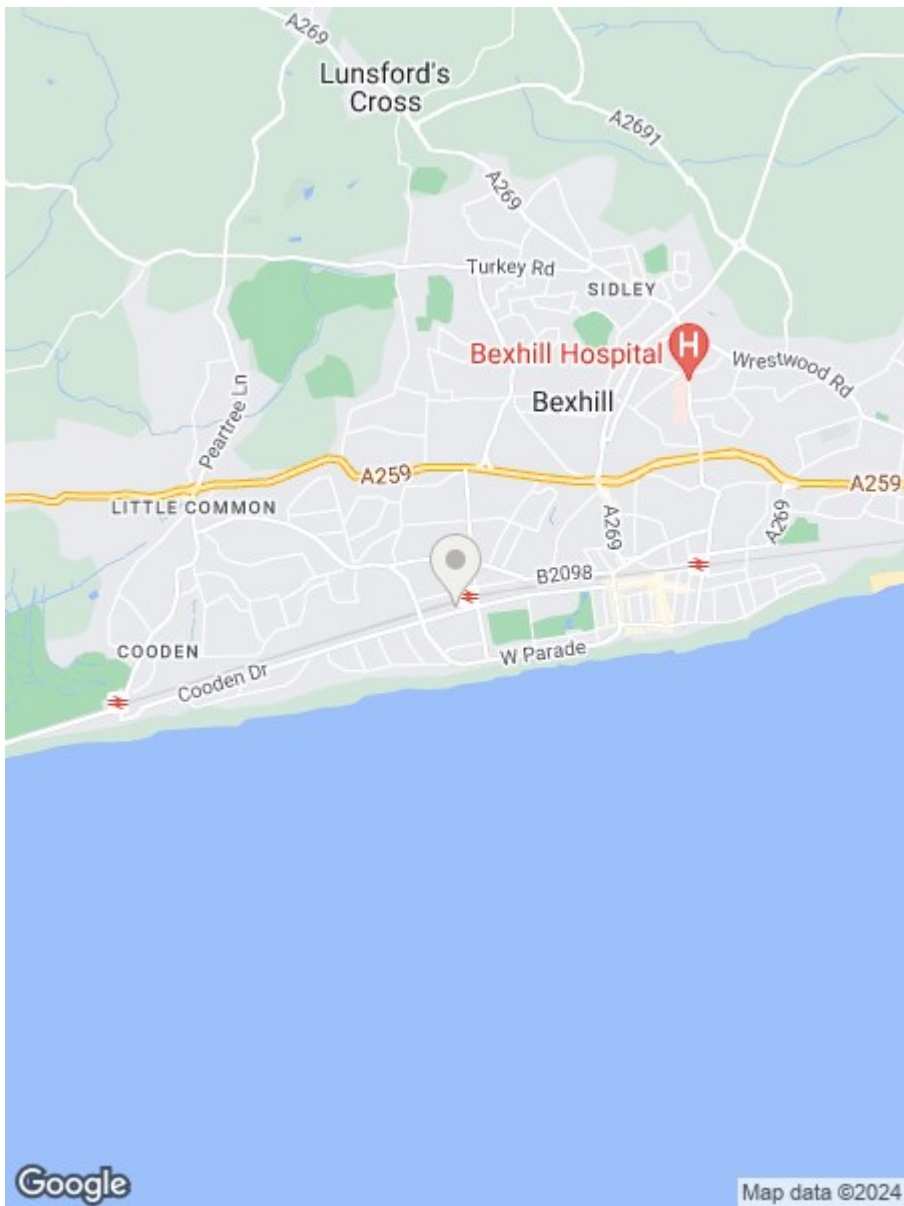 A269
Lunsford's
Cross
A2691
A269
Turkey Rd
SIDLEY
Bexhill Hospital
H
Wrestwood Rd
Bexhill
Peartree Ln
A259
A259
LITTLE COMMON
A269
A269
B2098
COODEN
W Parade
Cooden Dr
Google
Map data ©2024